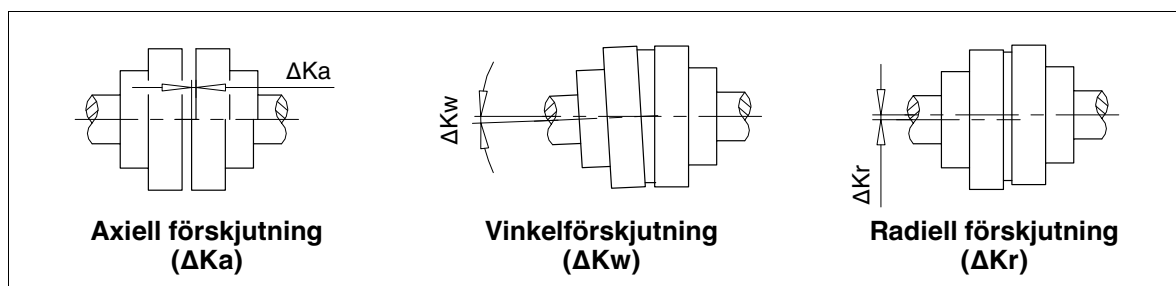 ΔKa
Axiell förskjutning
(ΔKa)
ΔKw
Vinkelförskjutning
(ΔKw)
ΔKr
Radiell förskjutning
(ΔKr)